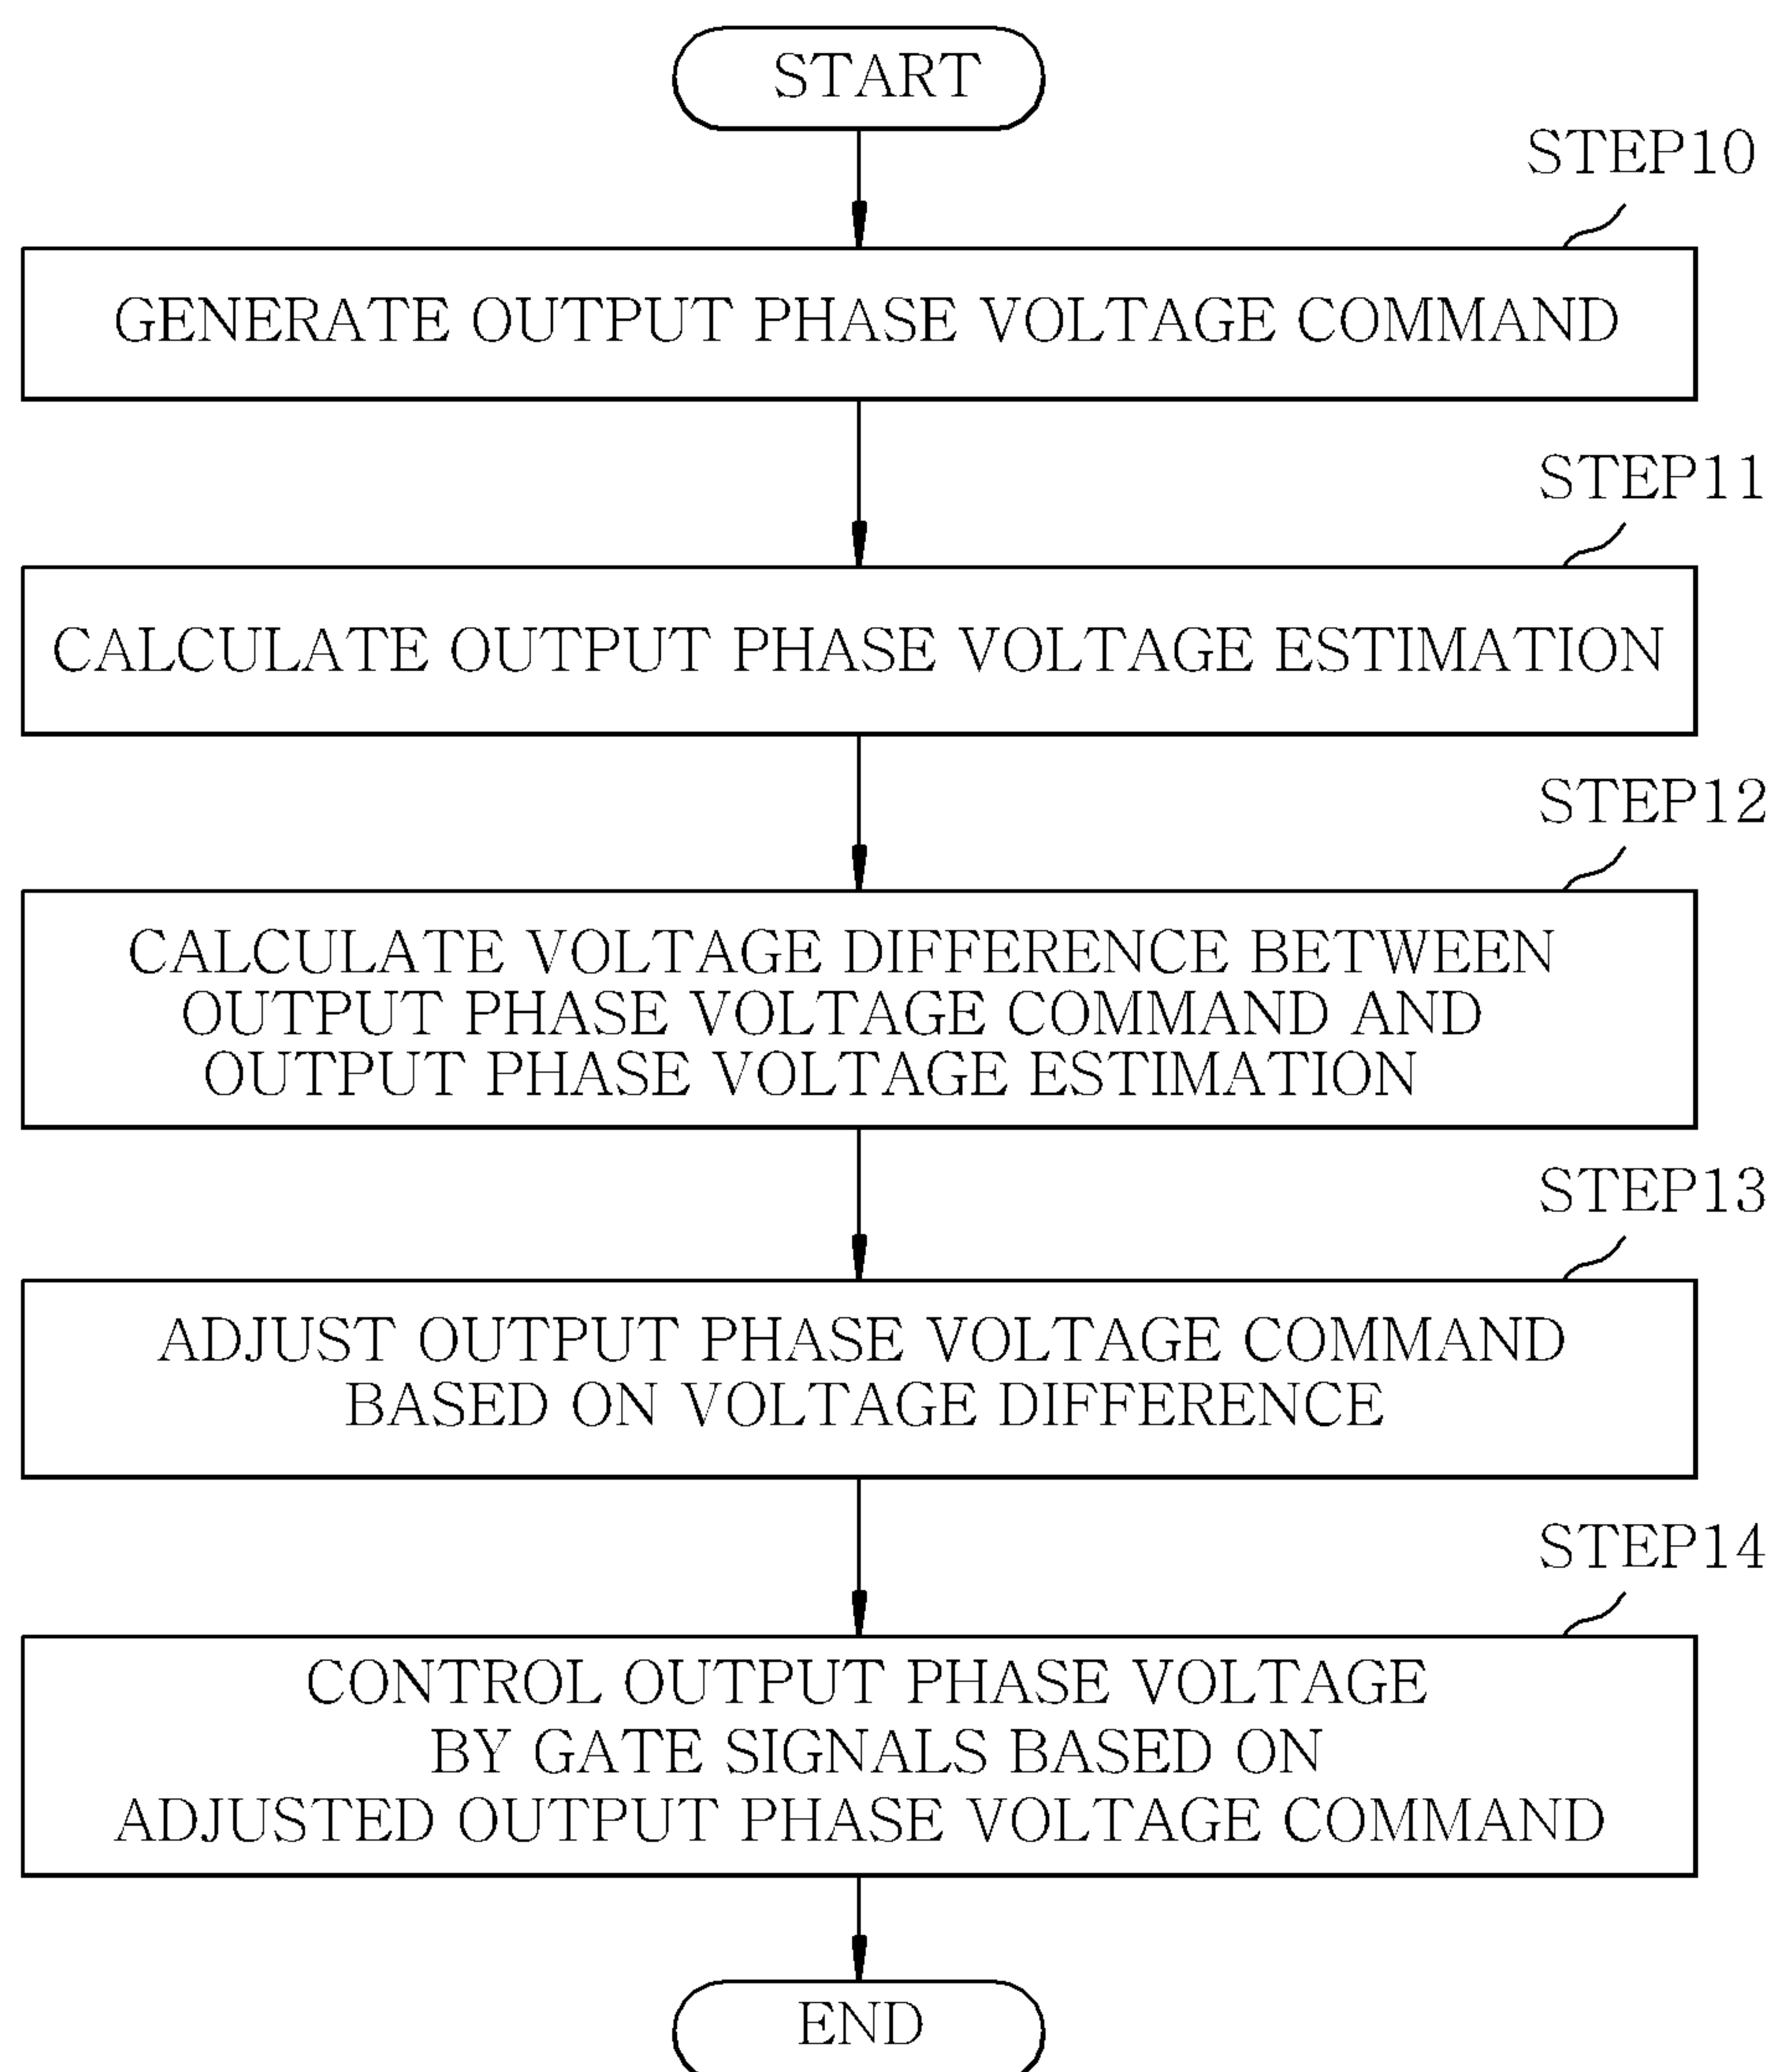 START
STEP10
GENERATE OUTPUT PHASE VOLTAGE COMMAND
STEP11
CALCULATE OUTPUT PHASE VOLTAGE ESTIMATION
STEP12
CALCULATE VOLTAGE DIFFERENCE BETWEEN
OUTPUT PHASE VOLTAGE COMMAND AND
OUTPUT PHASE VOLTAGE ESTIMATION
STEP13
ADJUST OUTPUT PHASE VOLTAGE COMMAND
BASED ON VOLTAGE DIFFERENCE
STEP14
CONTROL OUTPUT PHASE VOLTAGE
BY GATE SIGNALS BASED ON
ADJUSTED OUTPUT PHASE VOLTAGE COMMAND
END